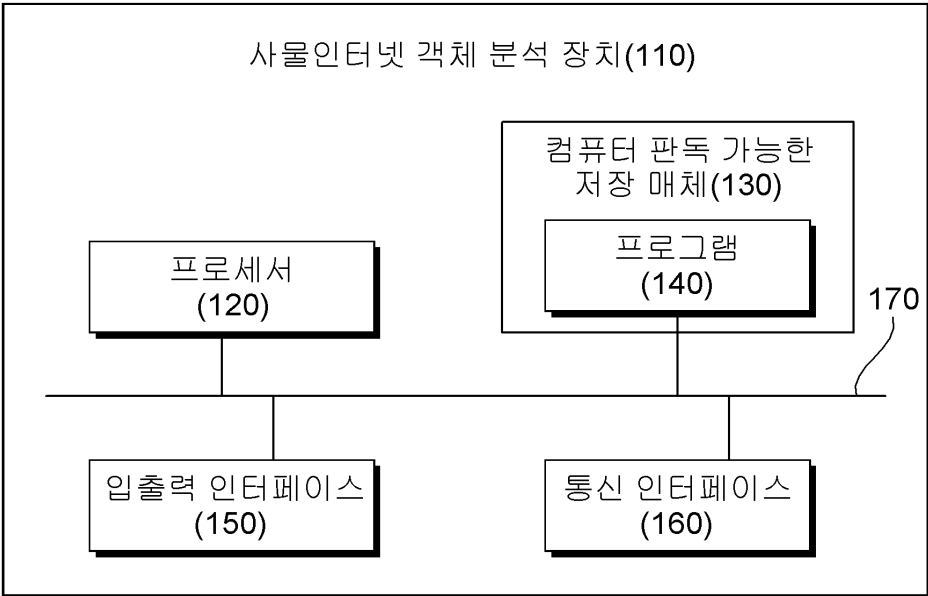 사물인터넷 객체 분석 장치(110)
컴퓨터 판독 가능한
저장 매체(130)
프로세서
(120)
프로그램
(140)
170
입출력 인터페이스
(150)
통신 인터페이스
(160)